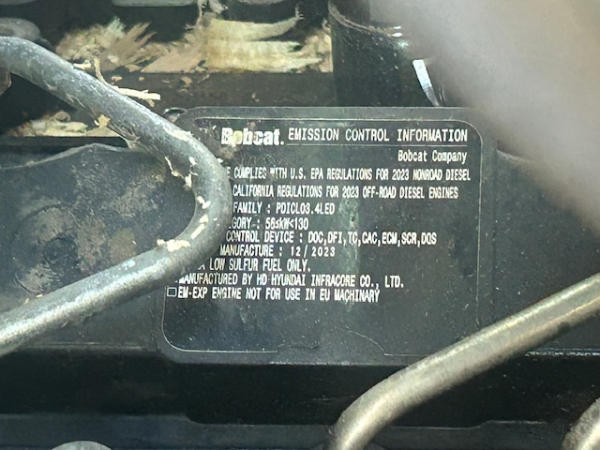 Bobcat. EMISSION CONTROL INFORMATION
Bobcat Company
COMPLIES WITH U.S. EPA REGULATIONS FOR 2023 NONROAD DIESEL
CALIFORNIA REGULATIONS FOR 2023 OFF-ROAD DIESEL ENGINES
FAMILY : PDICL03.4LED
EGORY : 56≤kW<130
CONTROL DEVICE : DOC,DFI,TC,CAC,ECM,SCR,DOS
MANUFACTURE : 12/2023
LOW SULFUR FUEL ONLY.
MANUFACTURED BY HD HYUNDAI INFRACORE CO., LTD.
EM-EXP ENGINE NOT FOR USE IN EU MACHINARY